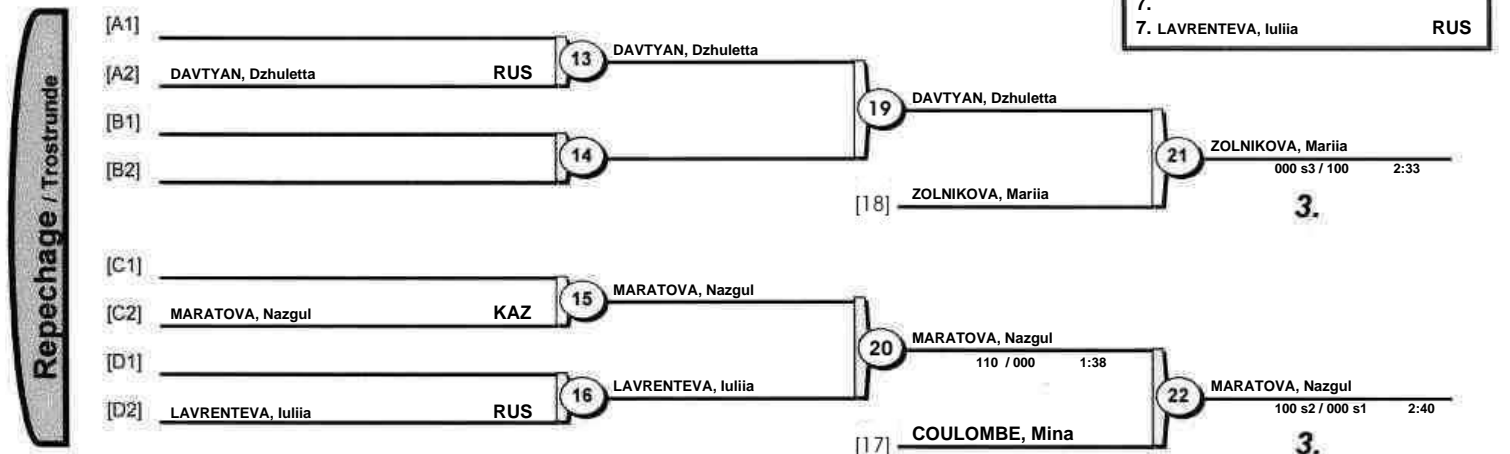 7.
7. LAVRENTEVA, Iuliia RUS
Repechage / Trostrunde
[A1]
[A2] DAVTYAN, Dzhuletta RUS
13
DAVTYAN, Dzhuletta
[B1]
[B2]
14
19
DAVTYAN, Dzhuletta
[18] ZOLNIKOVA, Mariia
21
ZOLNIKOVA, Mariia
000 s3 / 100 2:33
3.
[C1]
[C2] MARATOVA, Nazgul KAZ
15
MARATOVA, Nazgul
[D1]
[D2] LAVRENTEVA, Iuliia RUS
16
LAVRENTEVA, Iuliia
20
MARATOVA, Nazgul
110 / 000 1:38
[17] COULOMBE, Mina
22
MARATOVA, Nazgul
100 s2 / 000 s1 2:40
3.